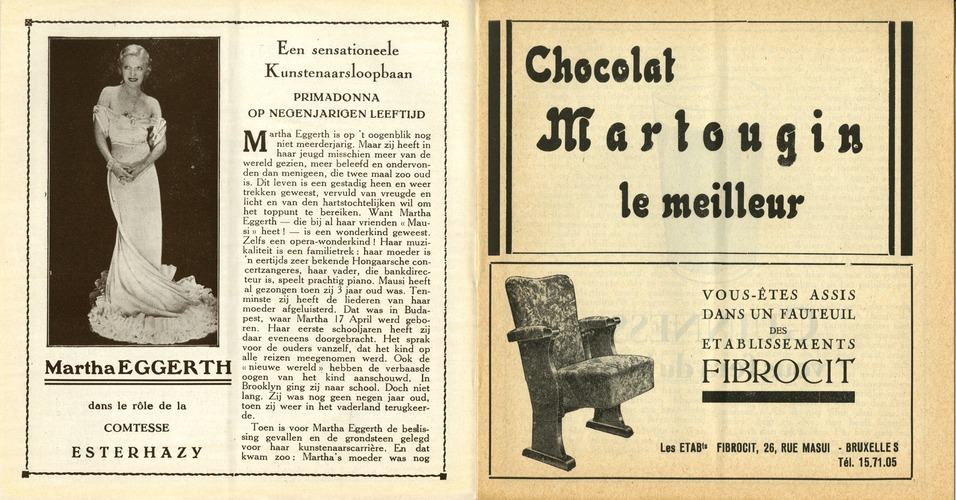 Martha EGGERTH
dans le rôle de la
COMTESSE
ESTERHAZY
Een sensationeele
Kunstenaarsloopbaan
PRIMADONNA
OP NEGENJARIGEN LEEFTIJD
Martha Eggerth is op 't oogenblik nog
niet meerderjarig. Maar zij heeft in
haar jeugd misschien meer van de
wereld gezien, meer beleefd en ondervon-
den dan menigeen, die twee maal zoo oud
is. Dit leven is een gestadig heen en weer
trekken geweest, vervuld van vreugde en
licht en van den hartstochtelijken wil om
het toppunt te bereiken. Want Martha
Eggerth — die bij al haar vrienden « Mau-
si » heet ! — is een wonderkind geweest.
Zelfs een opera-wonderkind ! Haar muzi-
kaliteit is een familietrek : haar moeder is
'n eertijds zeer bekende Hongaarsche con-
certzangeres, haar vader, die bankdirec-
teur is, speelt prachtig piano. Mausi heeft
al gezongen toen zij 3 jaar oud was. Ten-
minste zij heeft de liederen van haar
moeder afgeluisterd. Dat was in Buda-
pest, waar Martha 17 April werd gebo-
ren. Haar eerste schooljaren heeft zij
daar eveneens doorgebracht. Het sprak
voor de ouders vanzelf, dat het kind op
alle reizen meegenomen werd. Ook de
« nieuwe wereld » hebben de verbaasde
oogen van het kind aanschouwd. In
Brooklyn ging zij naar school. Doch niet
lang. Zij was nog geen negen jaar oud,
toen zij weer in het vaderland terugkeer-
de.
Toen is voor Martha Eggerth de beslis-
sing gevallen en de grondsteen gelegd
voor haar kunstenaarscarrière. En dat
kwam zoo : Martha's moeder was nog
Chocolat
Martougin
le meilleur
VOUS-ÊTES ASSIS
DANS UN FAUTEUIL
DES
ETABLISSEMENTS
FIBROCIT
Les ETABts FIBROCIT, 26, RUE MASUI - BRUXELLES
Tél. 15.71.05